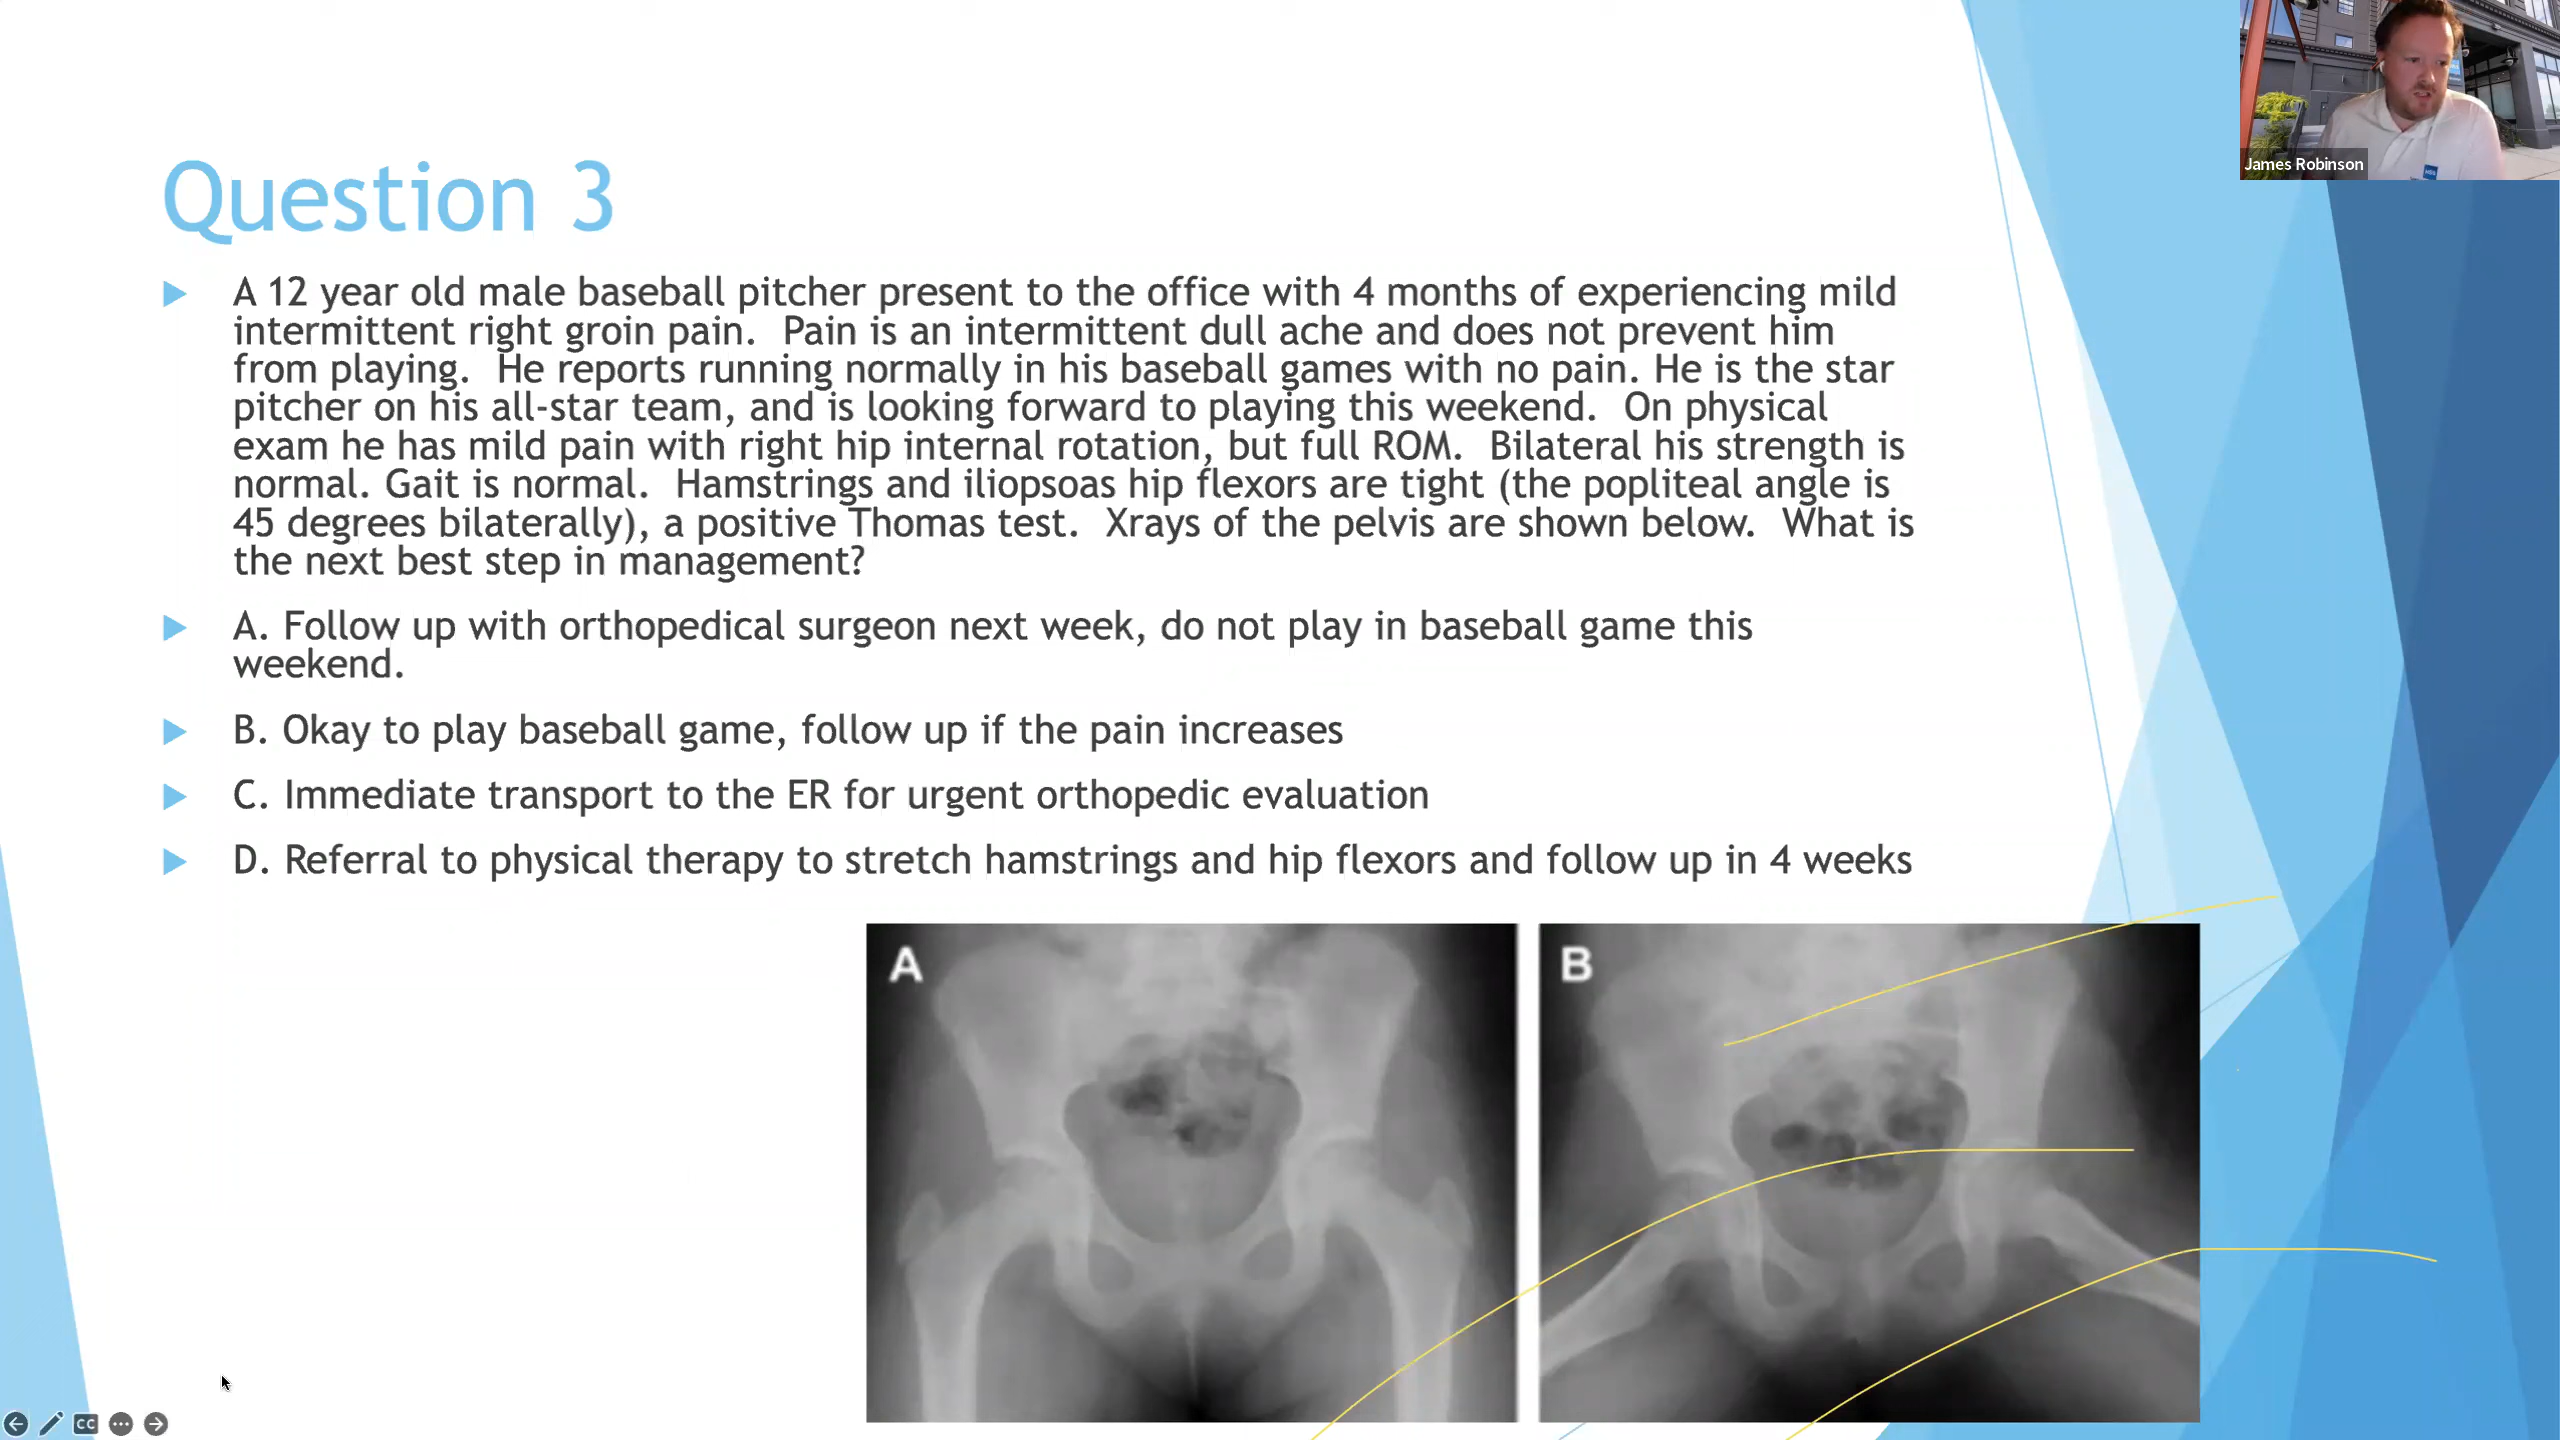 James Robinson
Question 3
A 12 year old male baseball pitcher present to the office with 4 months of experiencing mild
intermittent right groin pain.  Pain is an intermittent dull ache and does not prevent him
from playing.  He reports running normally in his baseball games with no pain. He is the star
pitcher on his all-star team, and is looking forward to playing this weekend.  On physical
exam he has mild pain with right hip internal rotation, but full ROM.  Bilateral his strength is
normal. Gait is normal.  Hamstrings and iliopsoas hip flexors are tight (the popliteal angle is
45 degrees bilaterally), a positive Thomas test.  Xrays of the pelvis are shown below.  What is
the next best step in management?
A. Follow up with orthopedical surgeon next week, do not play in baseball game this
weekend.
B. Okay to play baseball game, follow up if the pain increases
C. Immediate transport to the ER for urgent orthopedic evaluation
D. Referral to physical therapy to stretch hamstrings and hip flexors and follow up in 4 weeks
A
B
CC